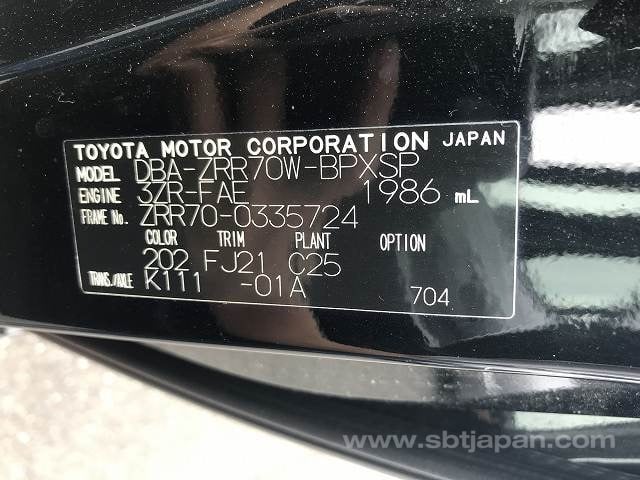 TOYOTA MOTOR CORPORATION JAPAN
MODEL DBA-ZRR70W-BPXSP
ENGINE 3ZR-FAE 1986 mL
FRAME No. ZRR70-0335724
COLOR TRIM PLANT OPTION
202 FJ21 C25
TRANS./AXLE K111 -01A 704
www.sbtjapan.com